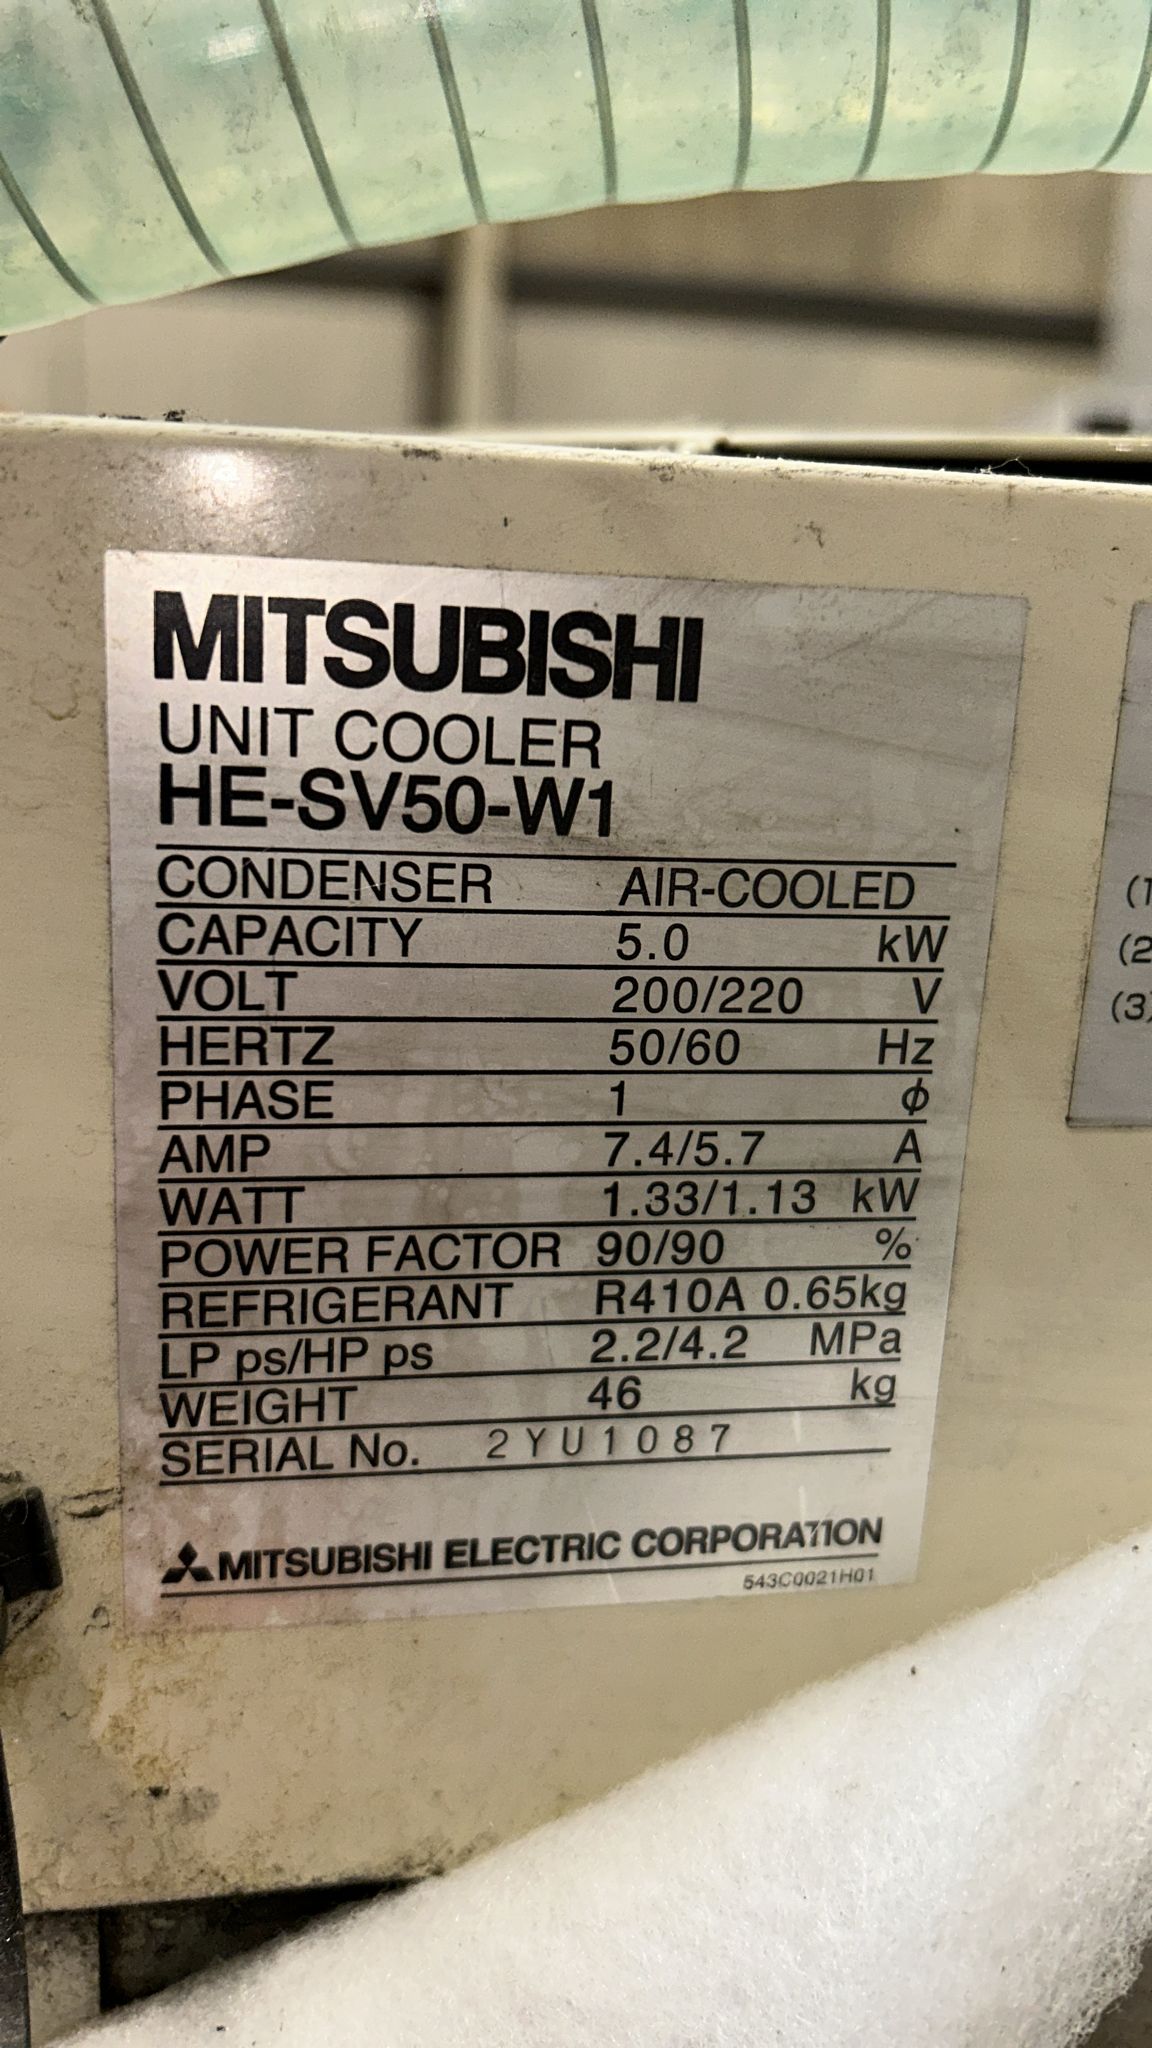 MITSUBISHI
UNIT COOLER
HE-SV50-W1
CONDENSER AIR-COOLED
CAPACITY 5.0 kW
VOLT 200/220 V
HERTZ 50/60 Hz
PHASE 1 ϕ
AMP 7.4/5.7 A
WATT 1.33/1.13 kW
POWER FACTOR 90/90 %
REFRIGERANT R410A 0.65kg
LP ps/HP ps 2.2/4.2 MPa
WEIGHT 46 kg
SERIAL No. 2YU1087
MITSUBISHI ELECTRIC CORPORATION
543C0021H01
(1
(2
(3)